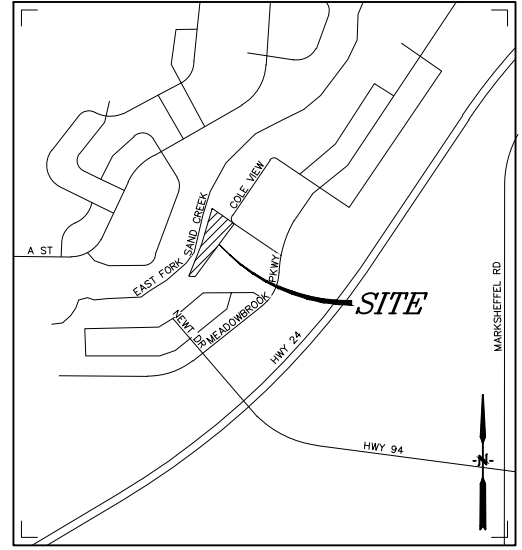 COLE VIEW
SAND CREEK
EAST FORK
A ST
PKWY
SITE
MARKSHEFFEL RD
NEWT DR
MEADOWBROOK
HWY 24
HWY 94
-N-